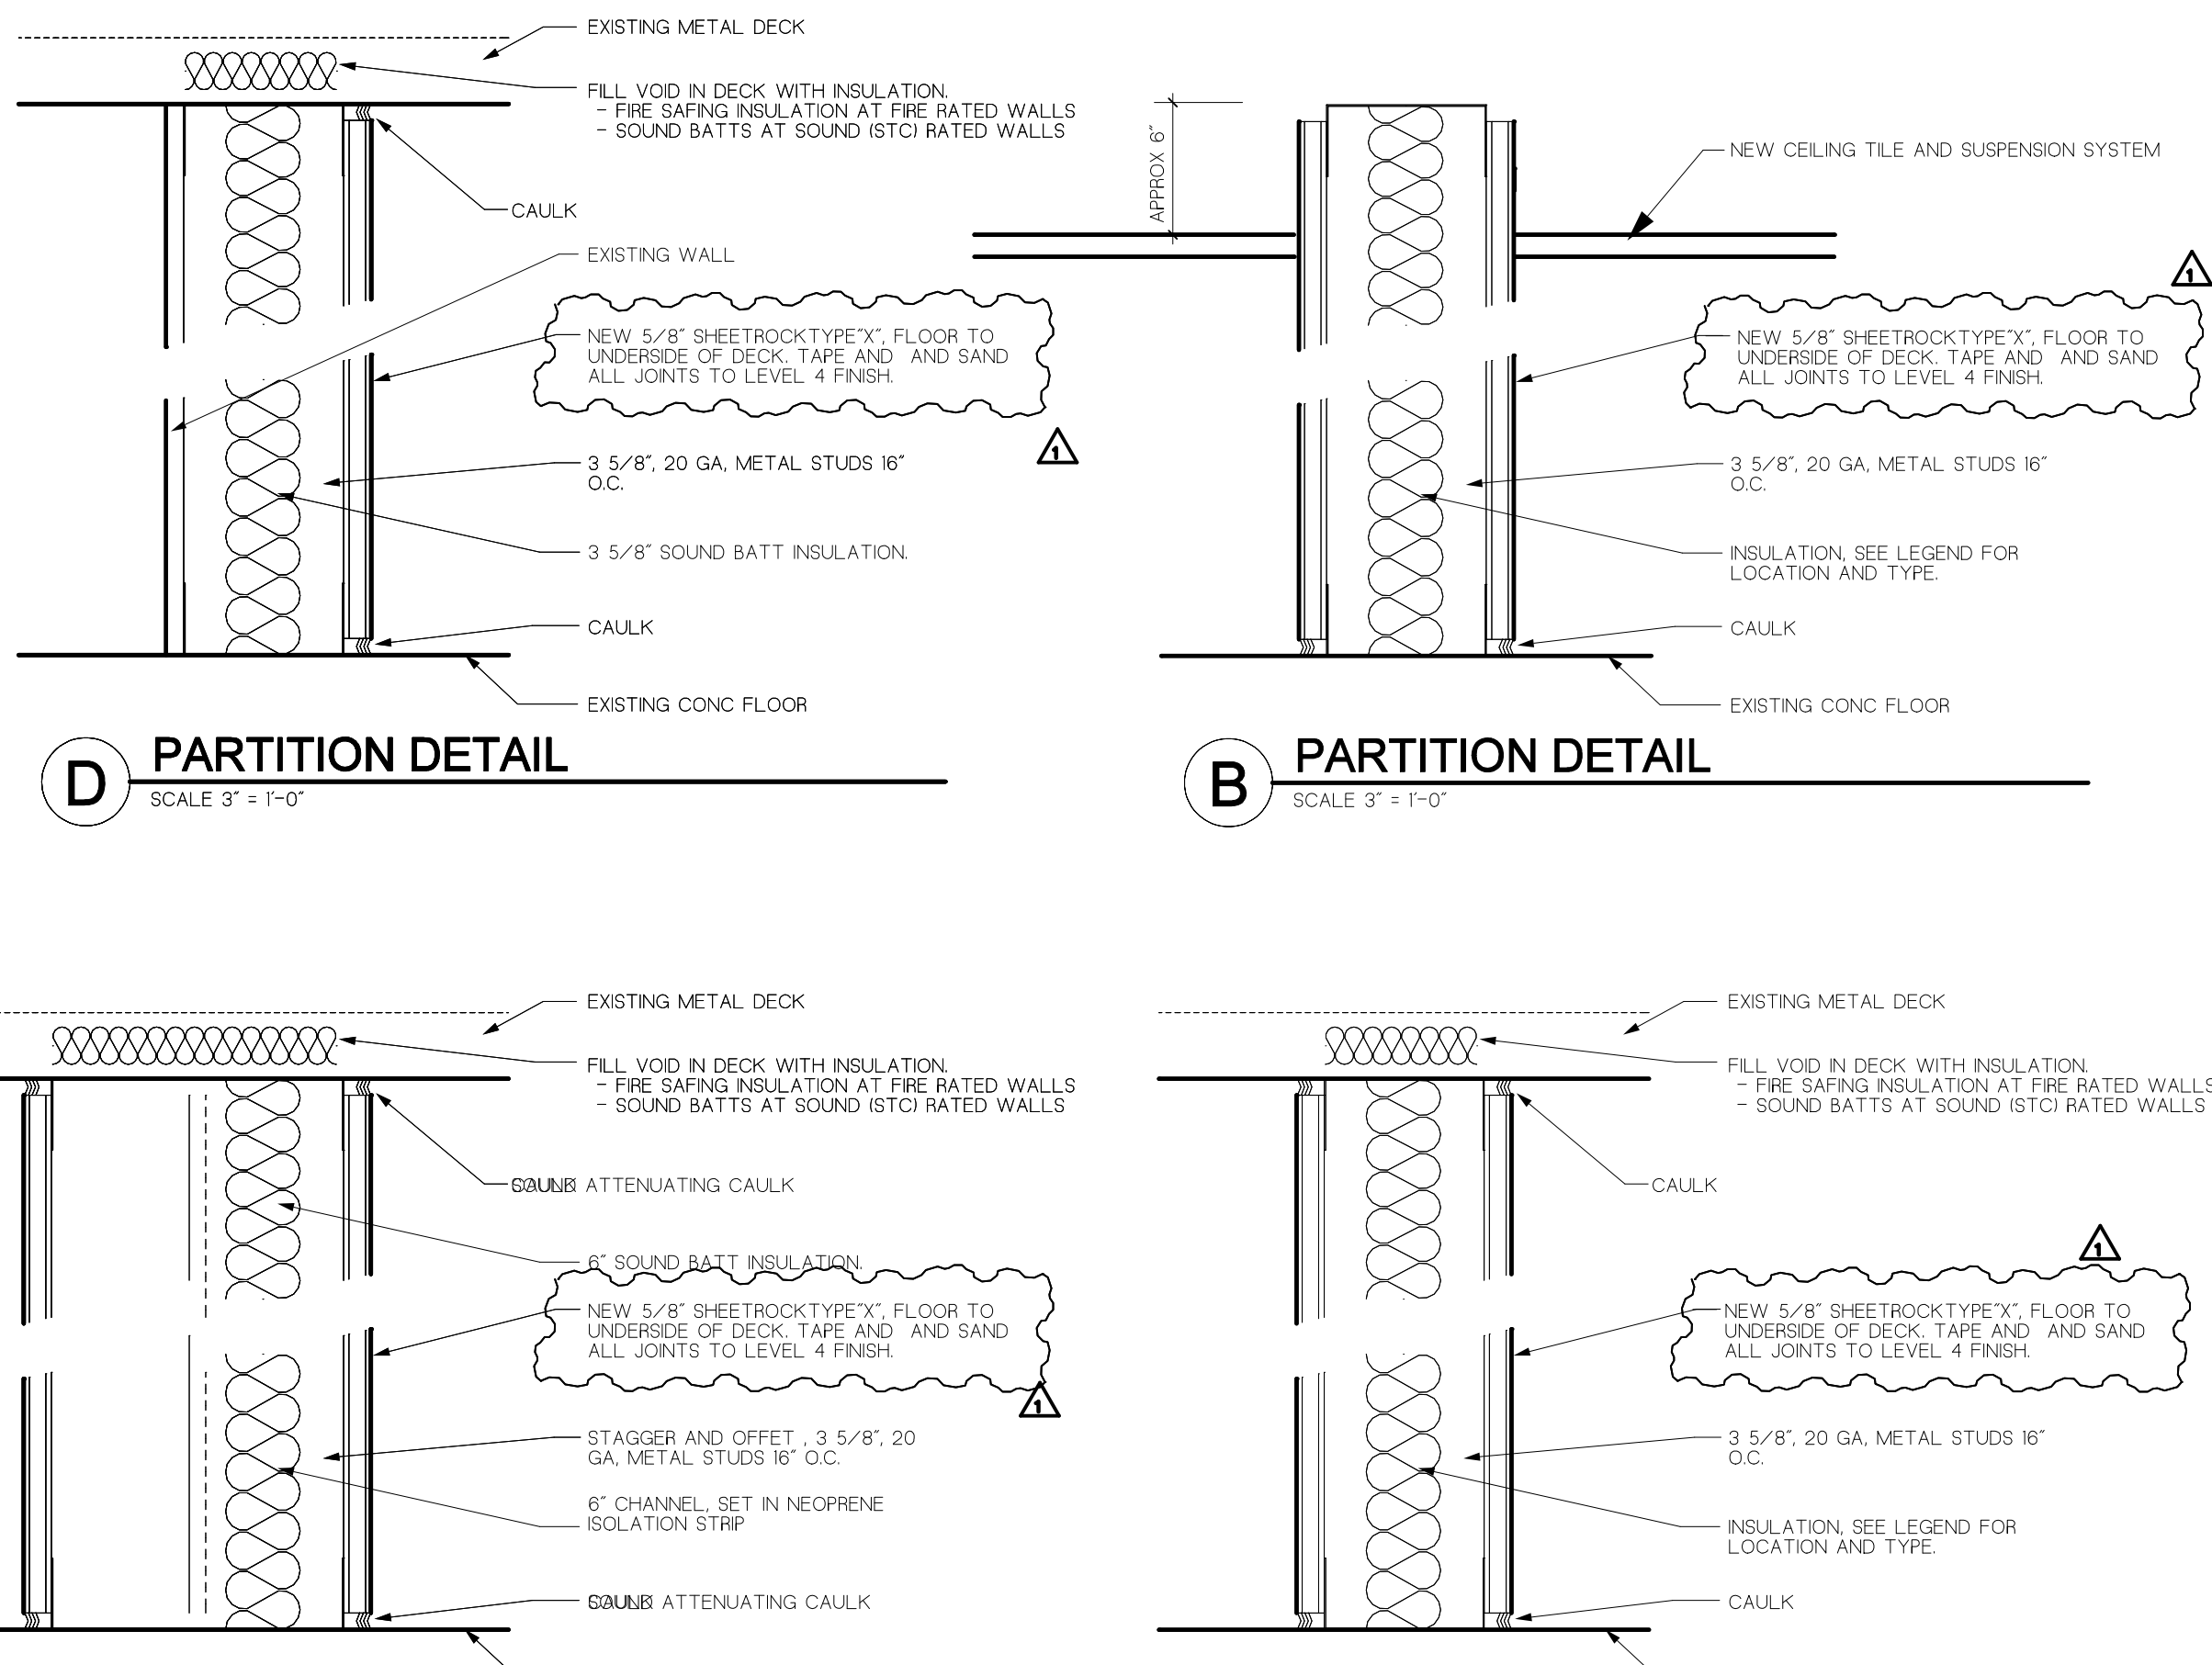 EXISTING METAL DECK
FILL VOID IN DECK WITH INSULATION.
- FIRE SAFING INSULATION AT FIRE RATED WALLS
- SOUND BATTS AT SOUND (STC) RATED WALLS
CAULK
EXISTING WALL
NEW 5/8" SHEETROCKTYPE"X", FLOOR TO
UNDERSIDE OF DECK. TAPE AND  AND SAND
ALL JOINTS TO LEVEL 4 FINISH.
1
3 5/8", 20 GA, METAL STUDS 16"
O.C.
3 5/8" SOUND BATT INSULATION.
CAULK
EXISTING CONC FLOOR
D
PARTITION DETAIL
SCALE 3" = 1'-0"
APPROX 6"
NEW CEILING TILE AND SUSPENSION SYSTEM
1
NEW 5/8" SHEETROCKTYPE"X", FLOOR TO
UNDERSIDE OF DECK. TAPE AND  AND SAND
ALL JOINTS TO LEVEL 4 FINISH.
3 5/8", 20 GA, METAL STUDS 16"
O.C.
INSULATION, SEE LEGEND FOR
LOCATION AND TYPE.
CAULK
EXISTING CONC FLOOR
B
PARTITION DETAIL
SCALE 3" = 1'-0"
EXISTING METAL DECK
FILL VOID IN DECK WITH INSULATION.
- FIRE SAFING INSULATION AT FIRE RATED WALLS
- SOUND BATTS AT SOUND (STC) RATED WALLS
ATTENUATING CAULK
6" SOUND BATT INSULATION.
NEW 5/8" SHEETROCKTYPE"X", FLOOR TO
UNDERSIDE OF DECK. TAPE AND  AND SAND
ALL JOINTS TO LEVEL 4 FINISH.
1
STAGGER AND OFFET , 3 5/8", 20
GA, METAL STUDS 16" O.C.
6" CHANNEL, SET IN NEOPRENE
ISOLATION STRIP
ATTENUATING CAULK
EXISTING METAL DECK
FILL VOID IN DECK WITH INSULATION.
- FIRE SAFING INSULATION AT FIRE RATED WALLS
- SOUND BATTS AT SOUND (STC) RATED WALLS
CAULK
1
NEW 5/8" SHEETROCKTYPE"X", FLOOR TO
UNDERSIDE OF DECK. TAPE AND  AND SAND
ALL JOINTS TO LEVEL 4 FINISH.
3 5/8", 20 GA, METAL STUDS 16"
O.C.
INSULATION, SEE LEGEND FOR
LOCATION AND TYPE.
CAULK